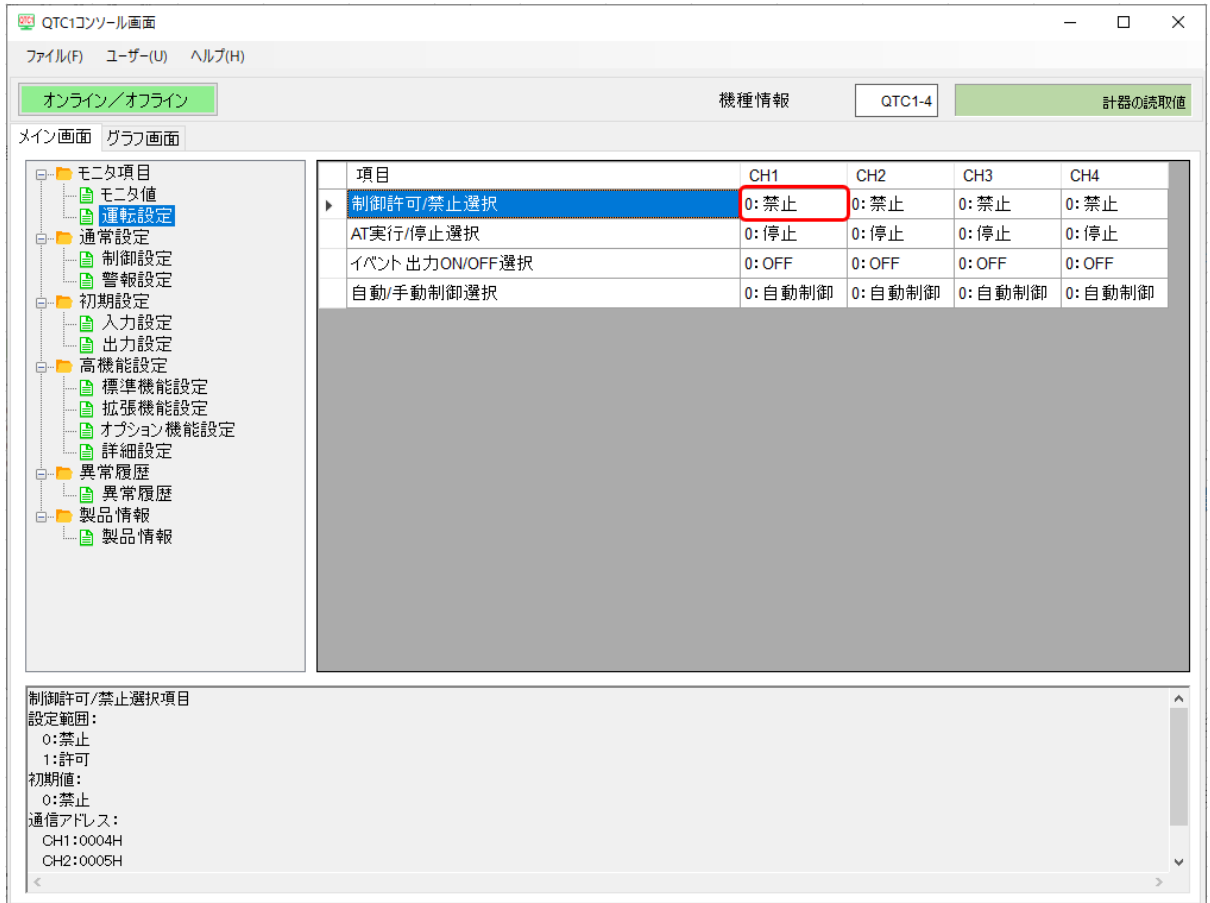 QTC1コンソール画面
ファイル(F) ユーザー(U) ヘルプ(H)
オンライン/オフライン 機種情報 QTC1-4 計器の読取値
メイン画面 グラフ画面
モニタ項目
モニタ値
運転設定
通常設定
制御設定
警報設定
初期設定
入力設定
出力設定
高機能設定
標準機能設定
拡張機能設定
オプション機能設定
詳細設定
異常履歴
異常履歴
製品情報
製品情報
項目 CH1 CH2 CH3 CH4
制御許可/禁止選択 0:禁止 0:禁止 0:禁止 0:禁止
AT実行/停止選択 0:停止 0:停止 0:停止 0:停止
イベント出力ON/OFF選択 0:OFF 0:OFF 0:OFF 0:OFF
自動/手動制御選択 0:自動制御 0:自動制御 0:自動制御 0:自動制御
制御許可/禁止選択項目
設定範囲:
0:禁止
1:許可
初期値:
0:禁止
通信アドレス:
CH1:0004H
CH2:0005H